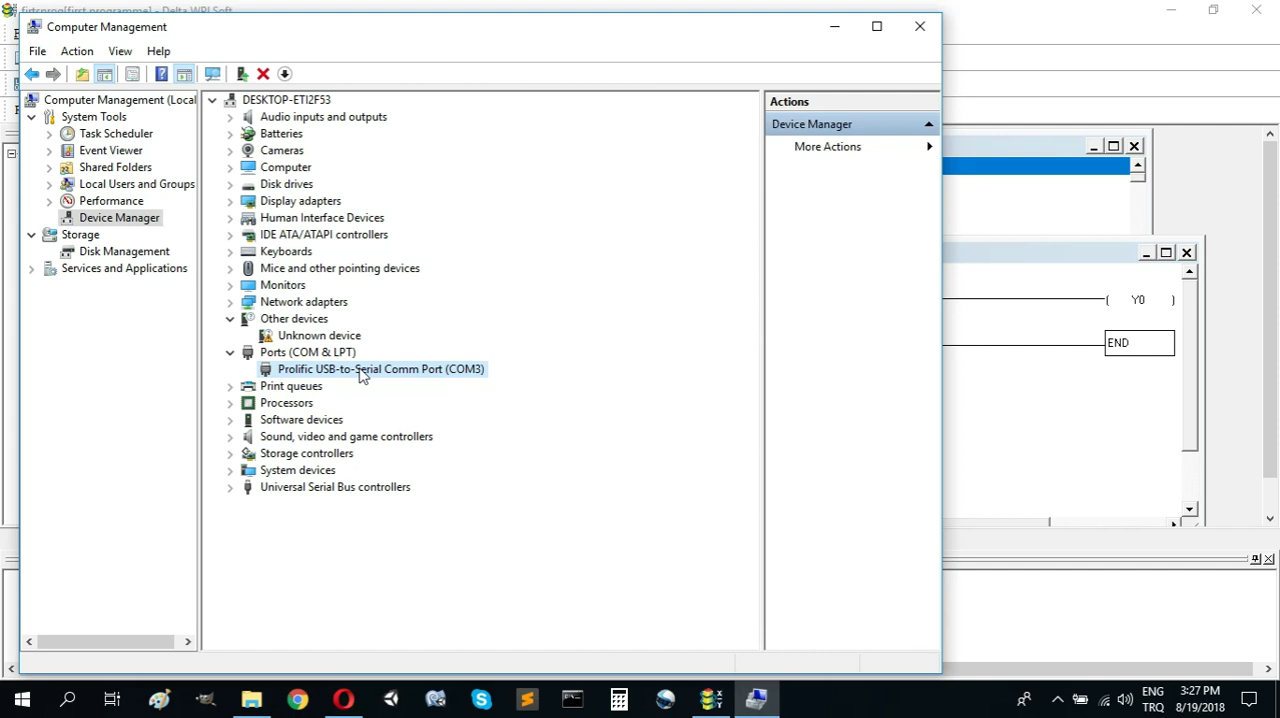 firtsprog[first programme] - Delta WPLSoft
Computer Management
File Action View Help
Computer Management (Local
System Tools
Task Scheduler
Event Viewer
Shared Folders
Local Users and Groups
Performance
Device Manager
Storage
Disk Management
Services and Applications
DESKTOP-ETI2F53
Audio inputs and outputs
Batteries
Cameras
Computer
Disk drives
Display adapters
Human Interface Devices
IDE ATA/ATAPI controllers
Keyboards
Mice and other pointing devices
Monitors
Network adapters
Other devices
Unknown device
Ports (COM & LPT)
Prolific USB-to-Serial Comm Port (COM3)
Print queues
Processors
Software devices
Sound, video and game controllers
Storage controllers
System devices
Universal Serial Bus controllers
Actions
Device Manager
More Actions
( Y0 )
END
ENG
TRQ
3:27 PM
8/19/2018